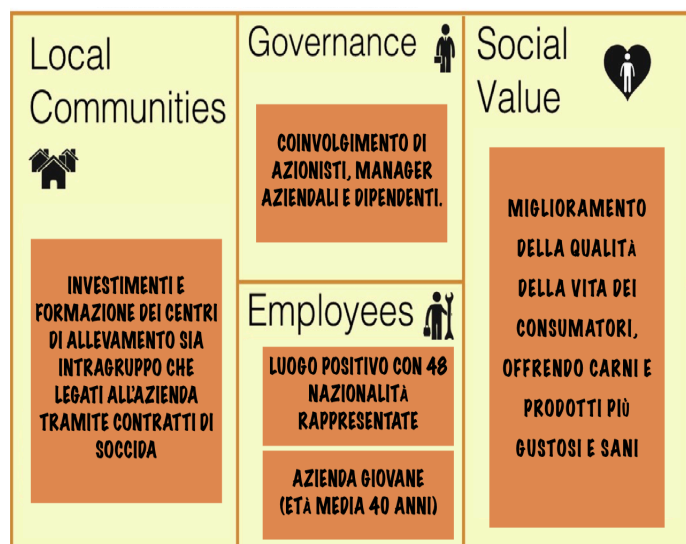 Local
Communities
INVESTIMENTI E
FORMAZIONE DEI CENTRI
DI ALLEVAMENTO SIA
INTRAGRUPPO CHE
LEGATI ALL'AZIENDA
TRAMITE CONTRATTI DI
SOCCIDA
Governance
COINVOLGIMENTO DI
AZIONISTI, MANAGER
AZIENDALI E DIPENDENTI.
Employees
LUOGO POSITIVO CON 48
NAZIONALITÀ
RAPPRESENTATE
AZIENDA GIOVANE
(ETÀ MEDIA 40 ANNI)
Social
Value
MIGLIORAMENTO
DELLA QUALITÀ
DELLA VITA DEI
CONSUMATORI,
OFFRENDO CARNI E
PRODOTTI PIÙ
GUSTOSI E SANI